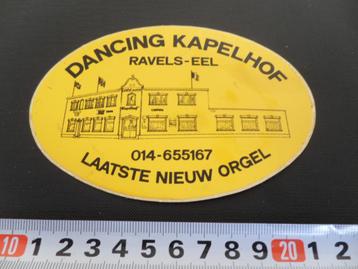 DANCING KAPELHOF
RAVELS-EEL
014-655167
LAATSTE NIEUW ORGEL
10 1 2 3 4 5 6 7 8 9 20 1 2